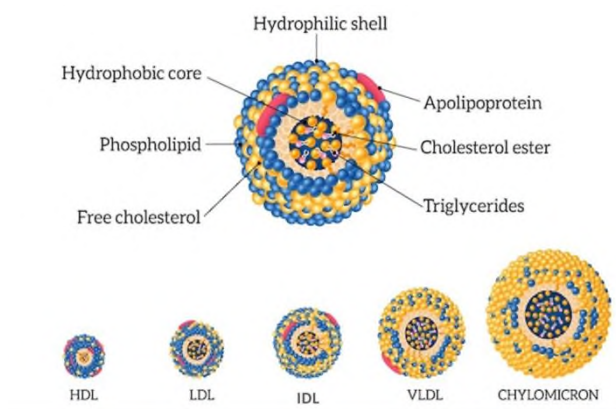 Hydrophilic shell
Hydrophobic core
Apolipoprotein
Phospholipid
Cholesterol ester
Free cholesterol
Triglycerides
HDL
LDL
IDL
VLDL
CHYLOMICRON